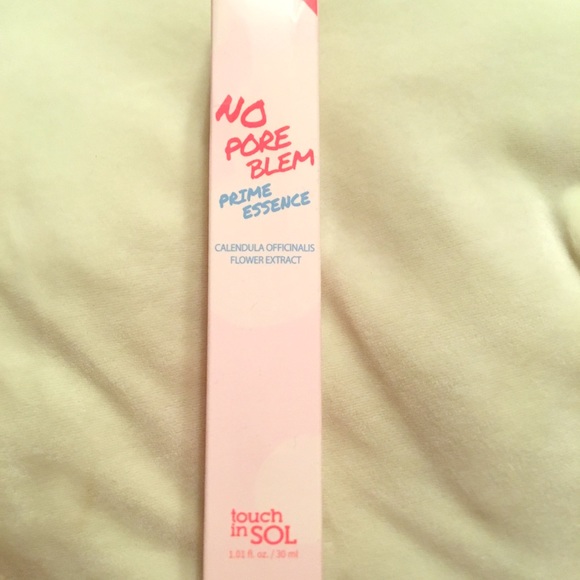 NO
PORE
BLEM
PRIME
ESSENCE
CALENDULA OFFICINALIS
FLOWER EXTRACT
touch
in SOL
1.01 fl. oz. / 30 ml